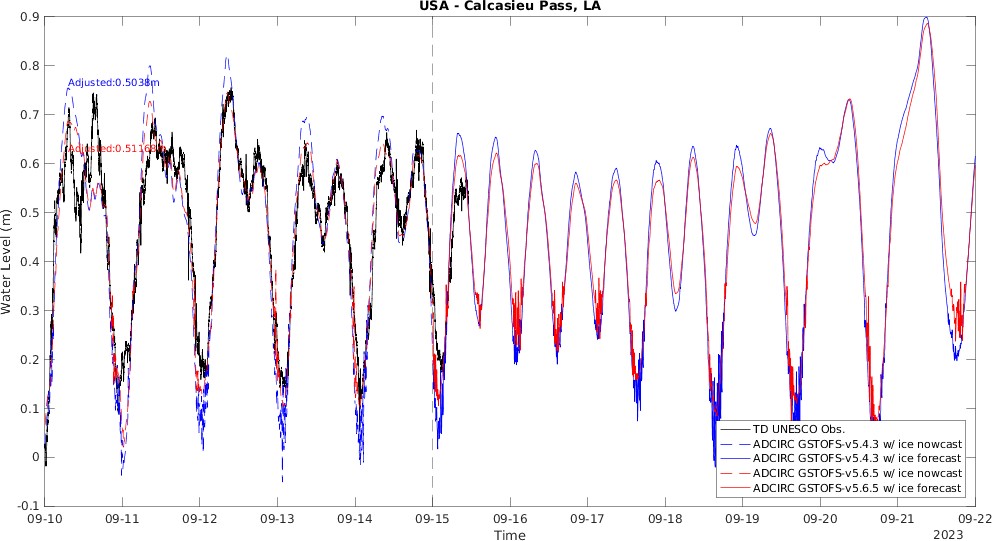 USA - Calcasieu Pass, LA
0.9
0.8
0.7
0.6
0.5
0.4
0.3
0.2
0.1
0
-0.1
Water Level (m)
Adjusted:0.5038m
TD UNESCO Obs.
ADCIRC GSTOFS-v5.4.3 w/ ice nowcast
ADCIRC GSTOFS-v5.4.3 w/ ice forecast
ADCIRC GSTOFS-v5.6.5 w/ ice nowcast
ADCIRC GSTOFS-v5.6.5 w/ ice forecast
09-10 09-11 09-12 09-13 09-14 09-15 09-16 09-17 09-18 09-19 09-20 09-21 09-22
Time
2023